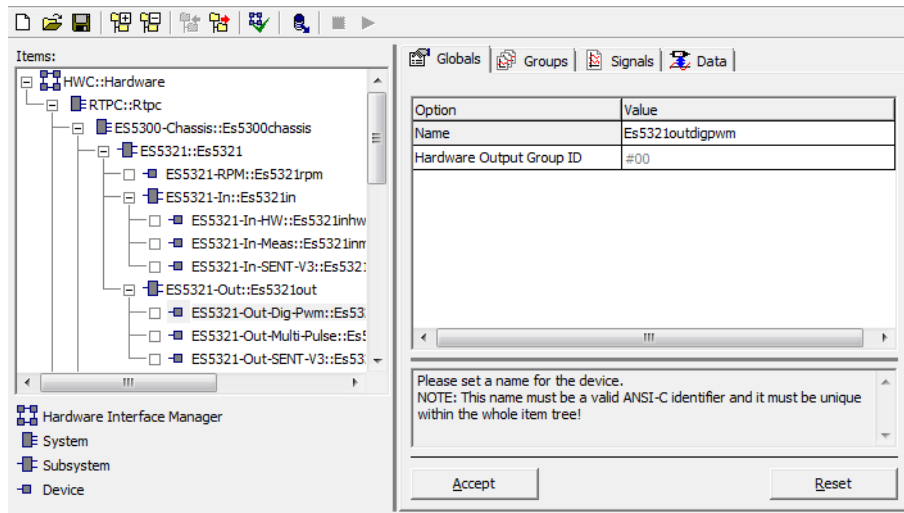 Items:
HWC::Hardware
RTPC::Rtpc
ES5300-Chassis::Es5300chassis
ES5321::Es5321
ES5321-RPM::Es5321rpm
ES5321-In::Es5321in
ES5321-In-HW::Es5321inhw
ES5321-In-Meas::Es5321inm
ES5321-In-SENT-V3::Es5321
ES5321-Out::Es5321out
ES5321-Out-Dig-Pwm::Es53
ES5321-Out-Multi-Pulse::Es5
ES5321-Out-SENT-V3::Es53
Hardware Interface Manager
System
Subsystem
Device
Globals Groups Signals Data
Option Value
Name Es5321outdigpwm
Hardware Output Group ID #00
Please set a name for the device.
NOTE: This name must be a valid ANSI-C identifier and it must be unique
within the whole item tree!
Accept Reset